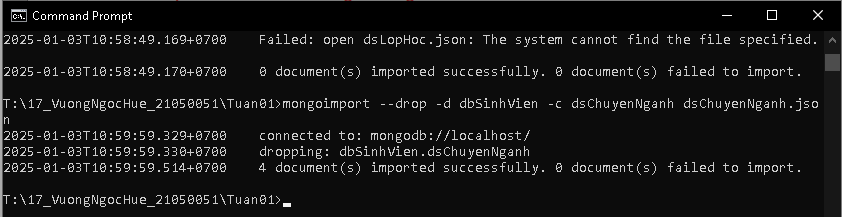 Command Prompt
2025-01-03T10:58:49.169+0700    Failed: open dsLopHoc.json: The system cannot find the file specified.
2025-01-03T10:58:49.170+0700    0 document(s) imported successfully. 0 document(s) failed to import.
T:\17_VuongNgocHue_21050051\Tuan01>mongoimport --drop -d dbSinhVien -c dsChuyenNganh dsChuyenNganh.jso
n
2025-01-03T10:59:59.329+0700    connected to: mongodb://localhost/
2025-01-03T10:59:59.330+0700    dropping: dbSinhVien.dsChuyenNganh
2025-01-03T10:59:59.514+0700    4 document(s) imported successfully. 0 document(s) failed to import.
T:\17_VuongNgocHue_21050051\Tuan01>